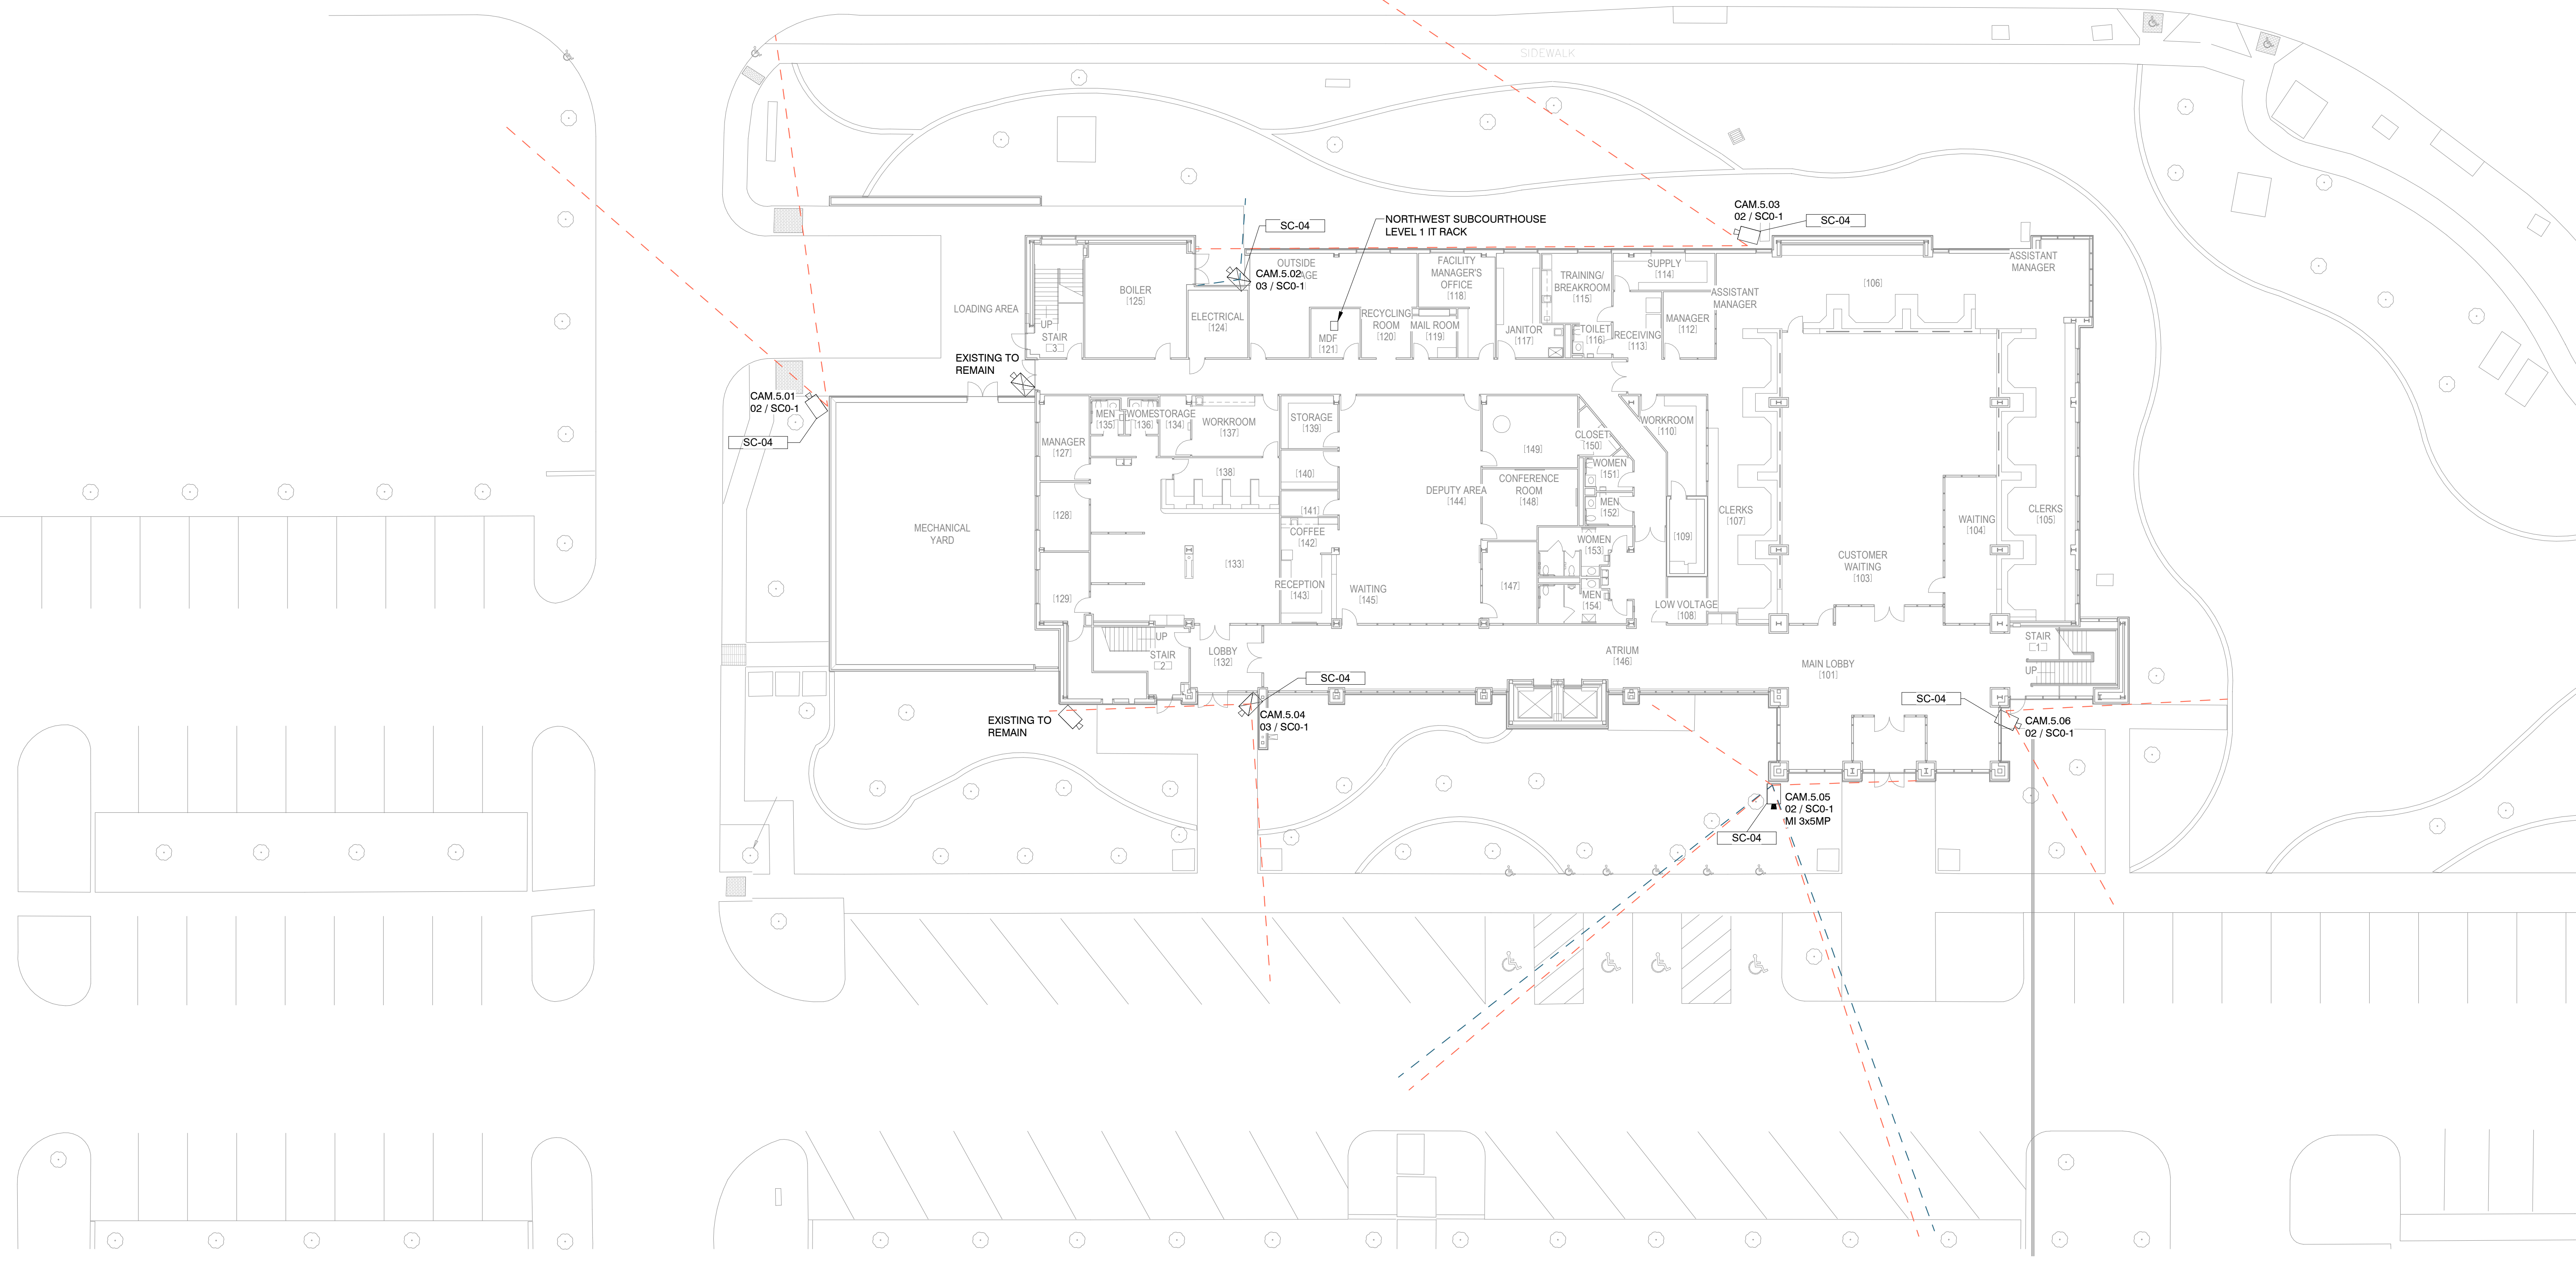 SIDEWALK
CAM.5.03
02 / SC0-1
SC-04
NORTHWEST SUBCOURTHOUSE
LEVEL 1 IT RACK
SC-04
CAM.5.02
03 / SC0-1
OUTSIDE
AGE
FACILITY
MANAGER'S
OFFICE
[118]
TRAINING/
BREAKROOM
[115]
SUPPLY
[114]
ASSISTANT
MANAGER
[106]
ASSISTANT
MANAGER
BOILER
[125]
LOADING AREA
ELECTRICAL
[124]
UP
STAIR
3
MDF
[121]
RECYCLING
ROOM
[120]
MAIL ROOM
[119]
JANITOR
[117]
TOILET
[116]
RECEIVING
[113]
MANAGER
[112]
EXISTING TO
REMAIN
CAM.5.01
02 / SC0-1
SC-04
MEN
[135]
WOME
[136]
STORAGE
[134]
WORKROOM
[137]
STORAGE
[139]
MANAGER
[127]
[138]
[140]
[149]
CLOSET
[150]
WORKROOM
[110]
WOMEN
[151]
CONFERENCE
ROOM
[148]
DEPUTY AREA
[144]
MEN
[152]
[128]
[141]
COFFEE
[142]
MECHANICAL
YARD
WOMEN
[153]
[109]
CLERKS
[107]
WAITING
[104]
CLERKS
[105]
CUSTOMER
WAITING
[103]
[133]
[129]
RECEPTION
[143]
WAITING
[145]
[147]
MEN
[154]
LOW VOLTAGE
[108]
UP
STAIR
2
LOBBY
[132]
ATRIUM
[146]
MAIN LOBBY
[101]
STAIR
1
UP
SC-04
SC-04
EXISTING TO
REMAIN
CAM.5.04
03 / SC0-1
CAM.5.06
02 / SC0-1
CAM.5.05
02 / SC0-1
MI 3x5MP
SC-04